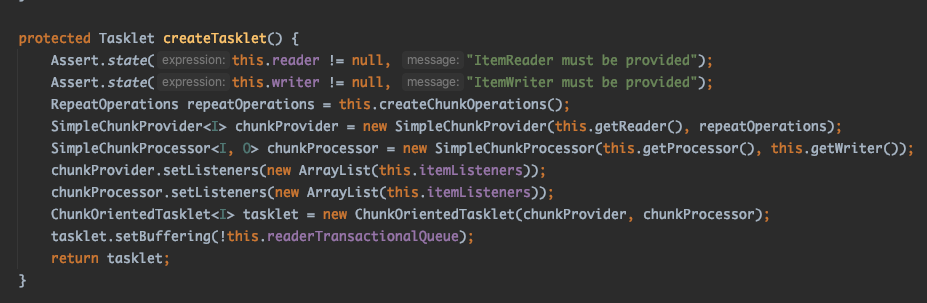 protected Tasklet createTasklet() {
Assert.state( expression: this.reader != null, message: "ItemReader must be provided");
Assert.state( expression: this.writer != null, message: "ItemWriter must be provided");
RepeatOperations repeatOperations = this.createChunkOperations();
SimpleChunkProvider<I> chunkProvider = new SimpleChunkProvider(this.getReader(), repeatOperations);
SimpleChunkProcessor<I, O> chunkProcessor = new SimpleChunkProcessor(this.getProcessor(), this.getWriter());
chunkProvider.setListeners(new ArrayList(this.itemListeners));
chunkProcessor.setListeners(new ArrayList(this.itemListeners));
ChunkOrientedTasklet<I> tasklet = new ChunkOrientedTasklet(chunkProvider, chunkProcessor);
tasklet.setBuffering(!this.readerTransactionalQueue);
return tasklet;
}